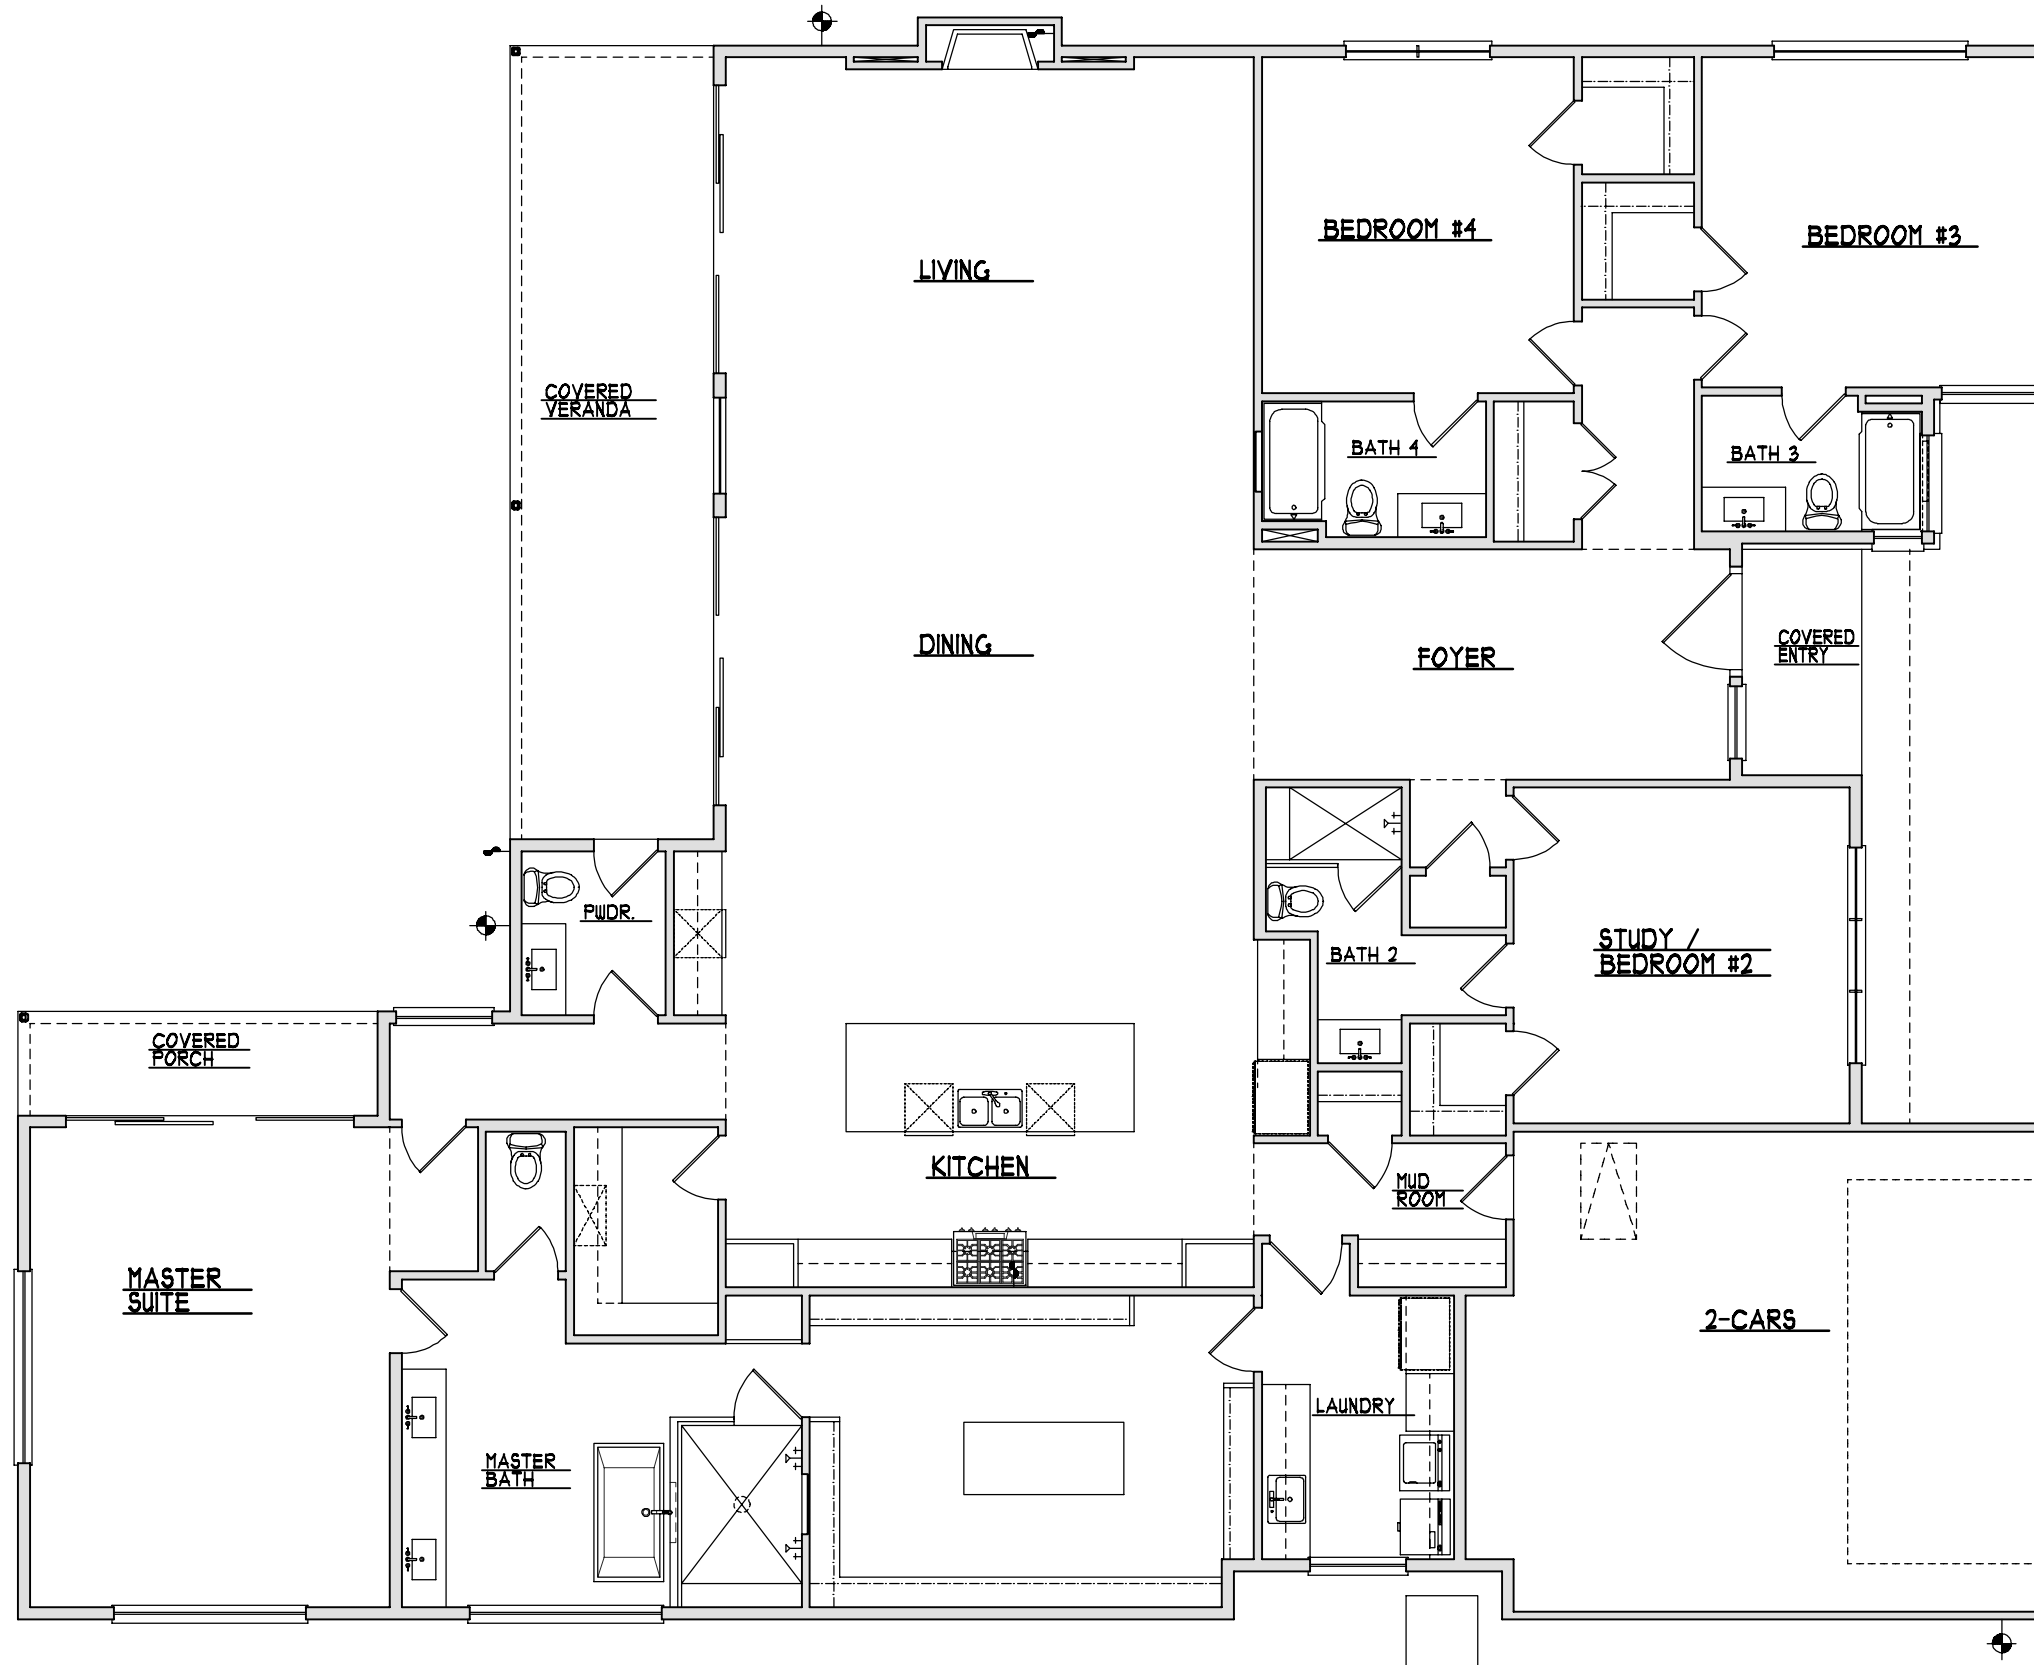 BEDROOM #4
BEDROOM #3
LIVING
COVERED
VERANDA
BATH 4
BATH 3
DINING
FOYER
COVERED
ENTRY
PWDR.
STUDY /
BEDROOM #2
BATH 2
COVERED
PORCH
KITCHEN
MUD
ROOM
MASTER
SUITE
2-CARS
LAUNDRY
MASTER
BATH